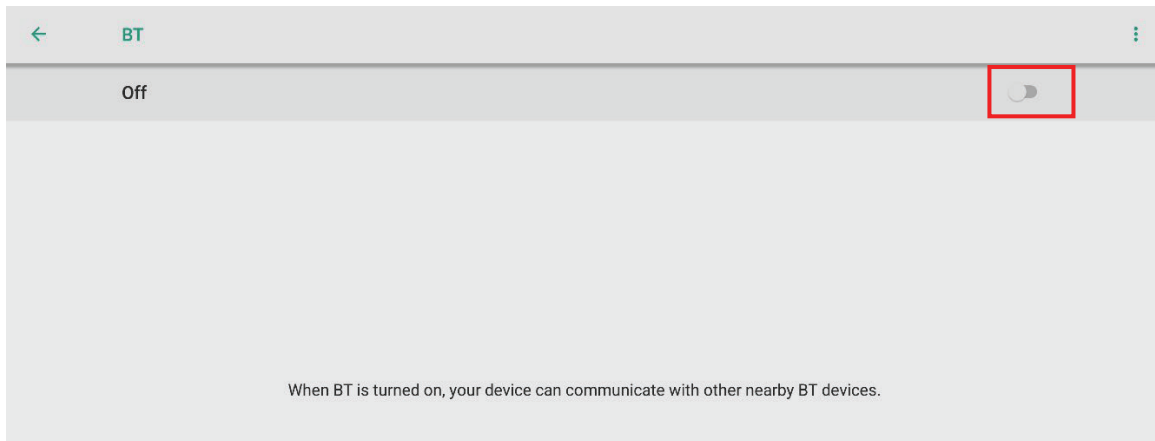 BT
Off
When BT is turned on, your device can communicate with other nearby BT devices.